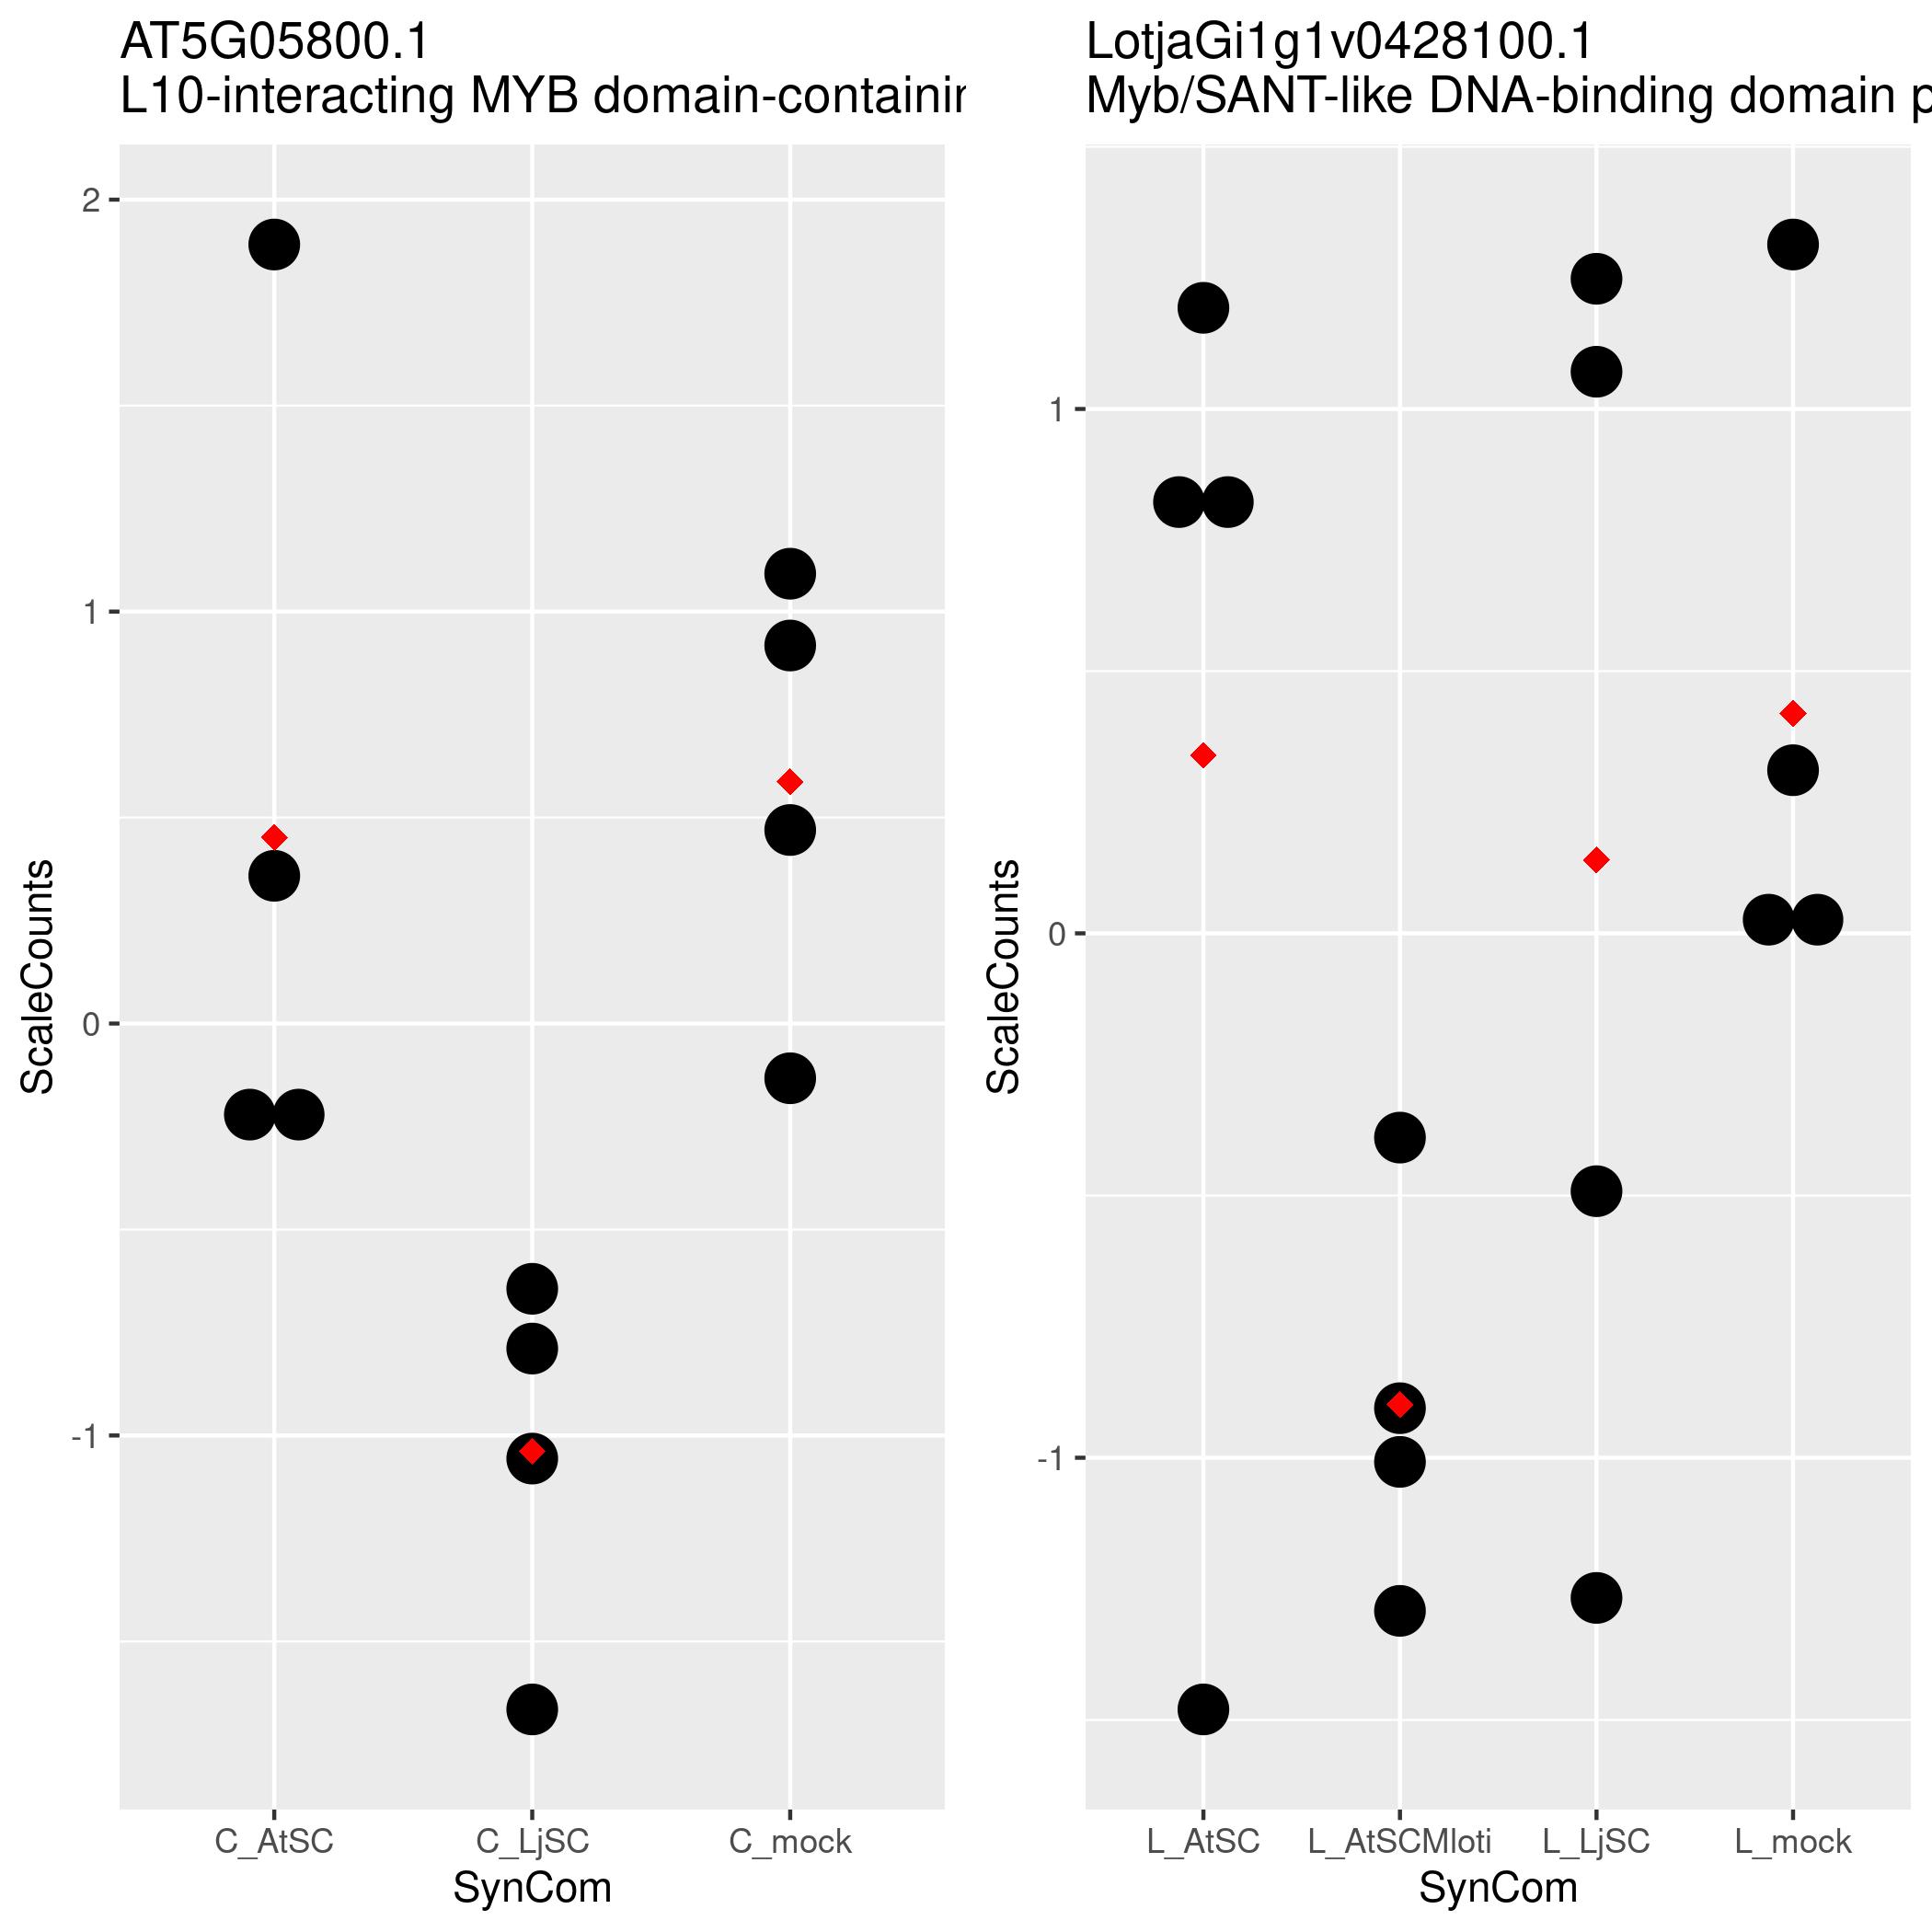 AT5G05800.1
L10-interacting MYB domain-containin
ScaleCounts
2
1
0
-1
C_AtSC C_LjSC C_mock
SynCom
LotjaGi1g1v0428100.1
Myb/SANT-like DNA-binding domain p
ScaleCounts
1
0
-1
L_AtSC L_AtSCMloti L_LjSC L_mock
SynCom